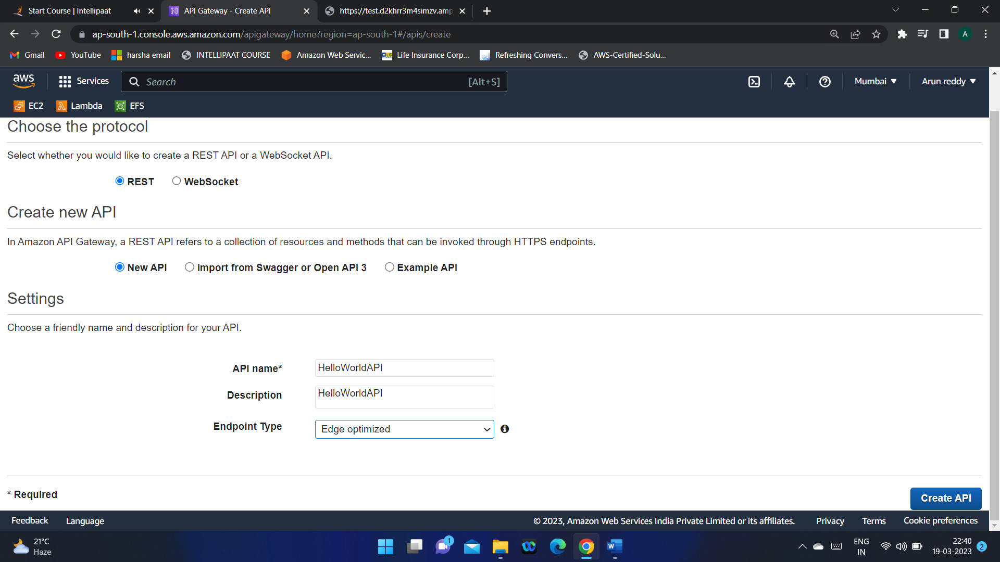 Start Course | Intellipaat
API Gateway - Create API
https://test.d2khrr3m4simzv.amp
ap-south-1.console.aws.amazon.com/apigateway/home?region=ap-south-1#/apis/create
A
Gmail
YouTube
harsha email
INTELLIPAAT COURSE
Amazon Web Servic...
LIC
Life Insurance Corp...
Refreshing Convers...
AWS-Certified-Solu...
aws
Services
Search
[Alt+S]
Mumbai
Arun reddy
EC2
Lambda
EFS
Choose the protocol
Select whether you would like to create a REST API or a WebSocket API.
REST
WebSocket
Create new API
In Amazon API Gateway, a REST API refers to a collection of resources and methods that can be invoked through HTTPS endpoints.
New API
Import from Swagger or Open API 3
Example API
Settings
Choose a friendly name and description for your API.
API name*
HelloWorldAPI
Description
HelloWorldAPI
Endpoint Type
Edge optimized
* Required
Create API
Feedback
Language
© 2023, Amazon Web Services India Private Limited or its affiliates.
Privacy
Terms
Cookie preferences
21°C
Haze
1
W
ENG
IN
22:40
19-03-2023
2